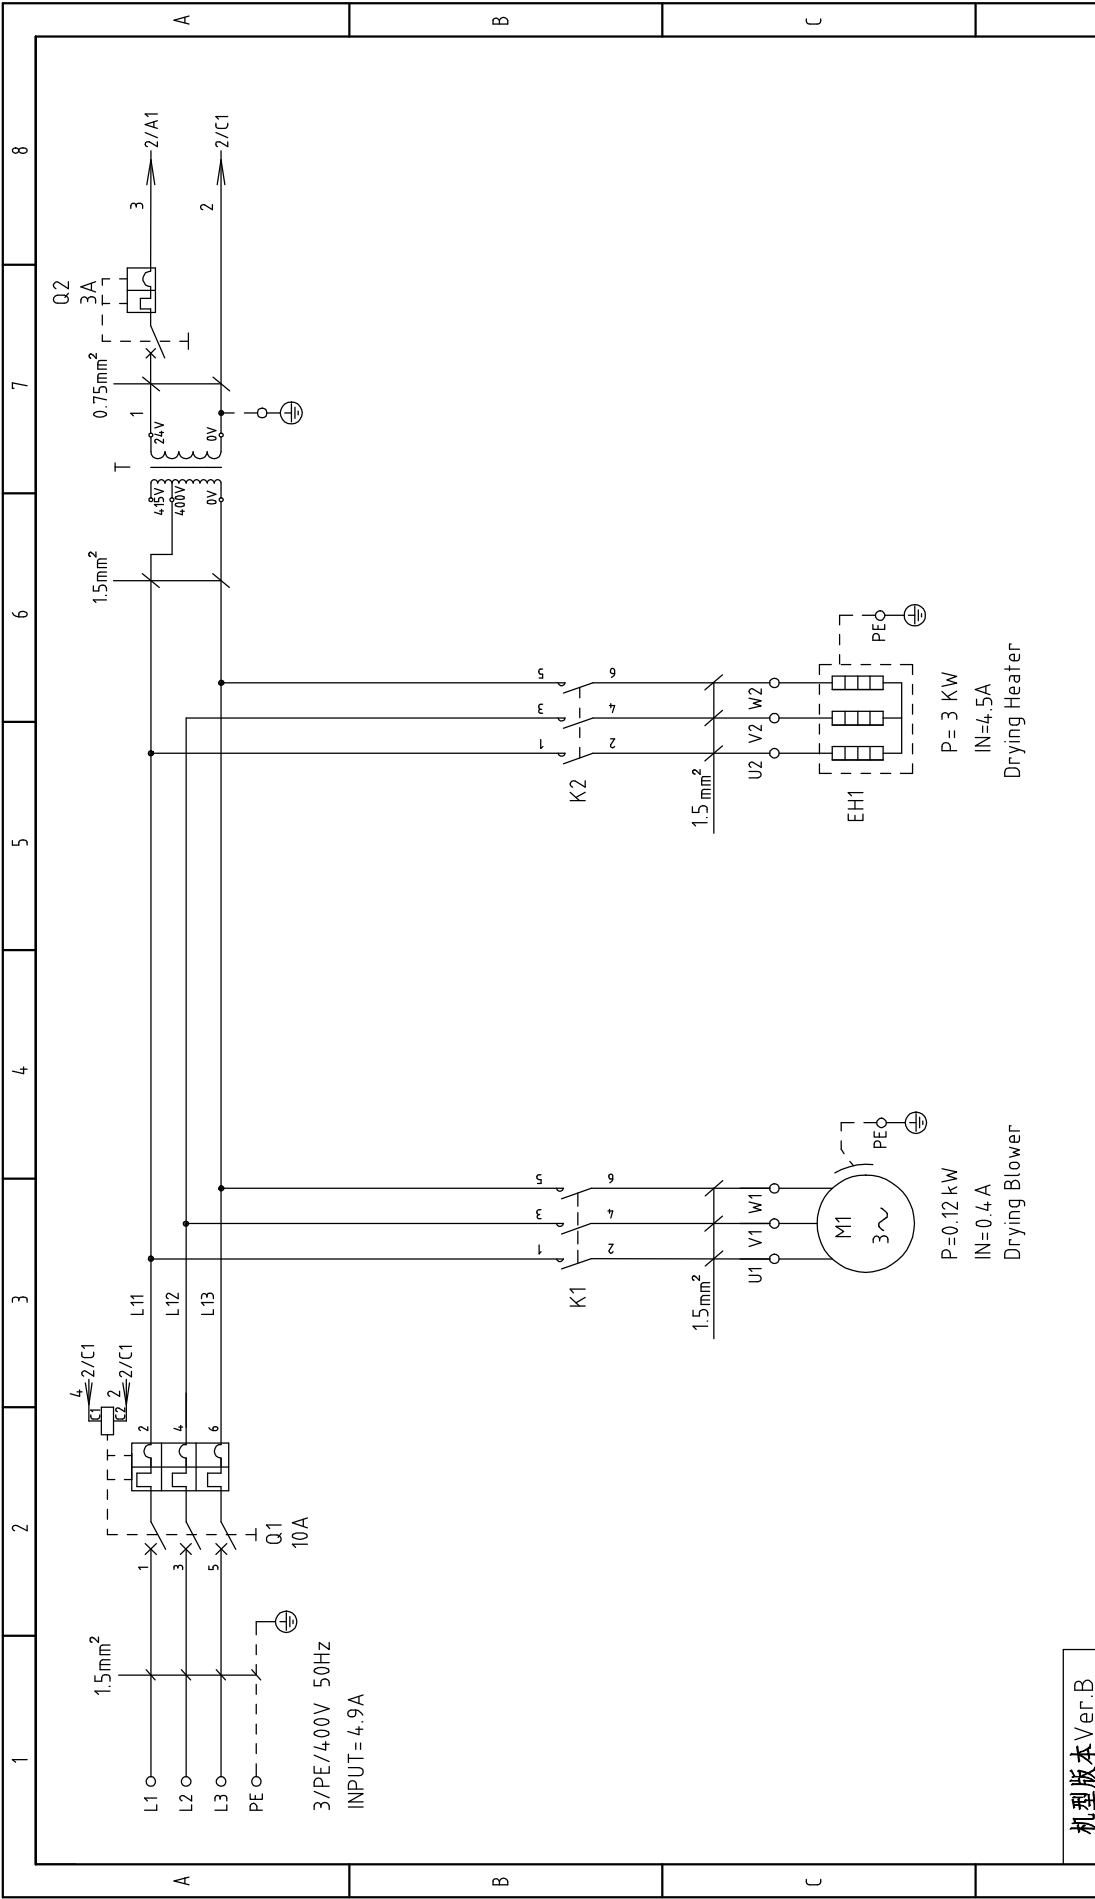 1 2 3 4 5 6 7 8
A
B
C
A
B
C
L1
L2
L3
PE
1.5mm²
3/PE/400V 50Hz
INPUT=4.9A
1
3
5
2
4
6
Q1
10A
C1
C2
4
2/C1
2
2/C1
L11
L12
L13
1 3 5
K1
2 4 6
1.5mm²
U1 V1 W1
M1
3～
PE
P=0.12kW
IN=0.4A
Drying Blower
1 3 5
K2
2 4 6
1.5mm²
U2 V2 W2
EH1
PE
P= 3 KW
IN=4.5A
Drying Heater
1.5mm²
T
415V
400V
0V
24V
0V
1
0.75mm²
Q2
3A
3
2/A1
2
2/C1
机型版本Ver.B